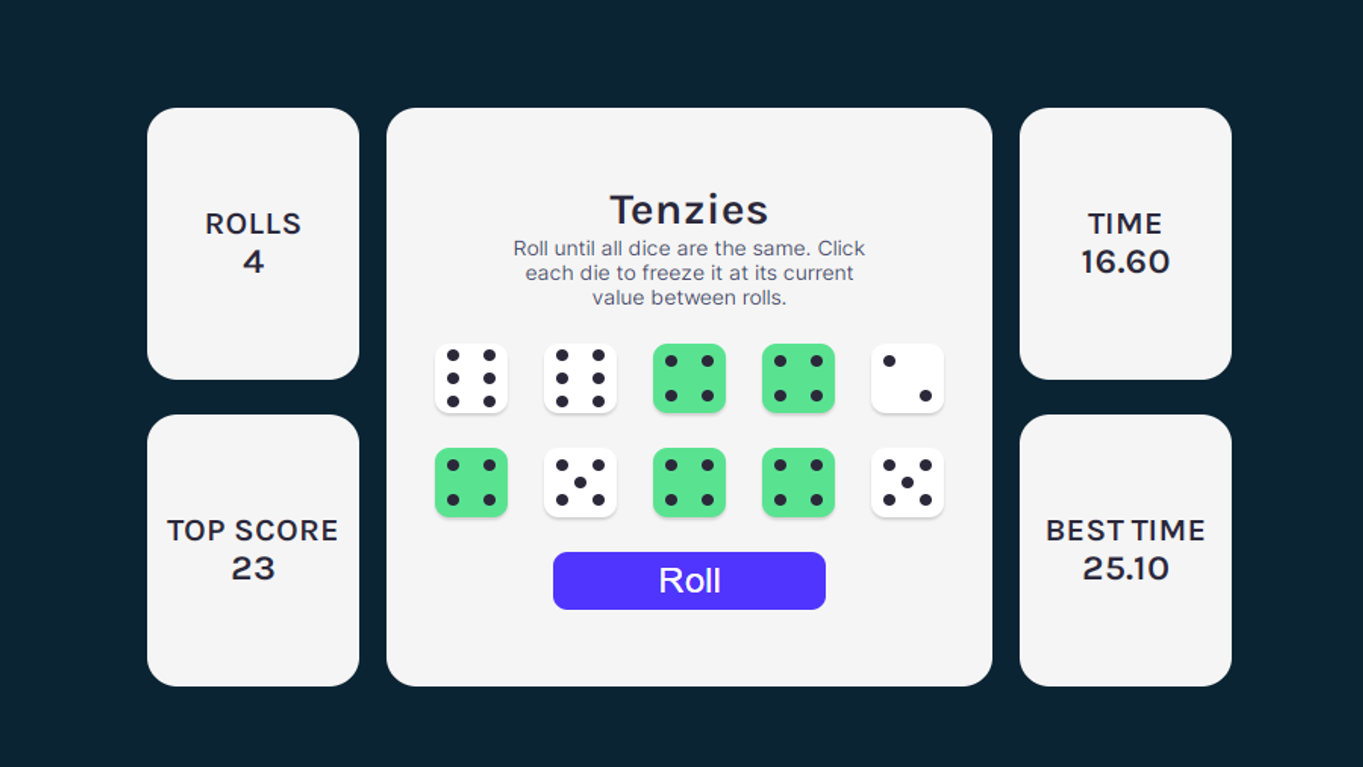 ROLLS
4
TOP SCORE
23
Tenzies
Roll until all dice are the same. Click
each die to freeze it at its current
value between rolls.
Roll
TIME
16.60
BEST TIME
25.10